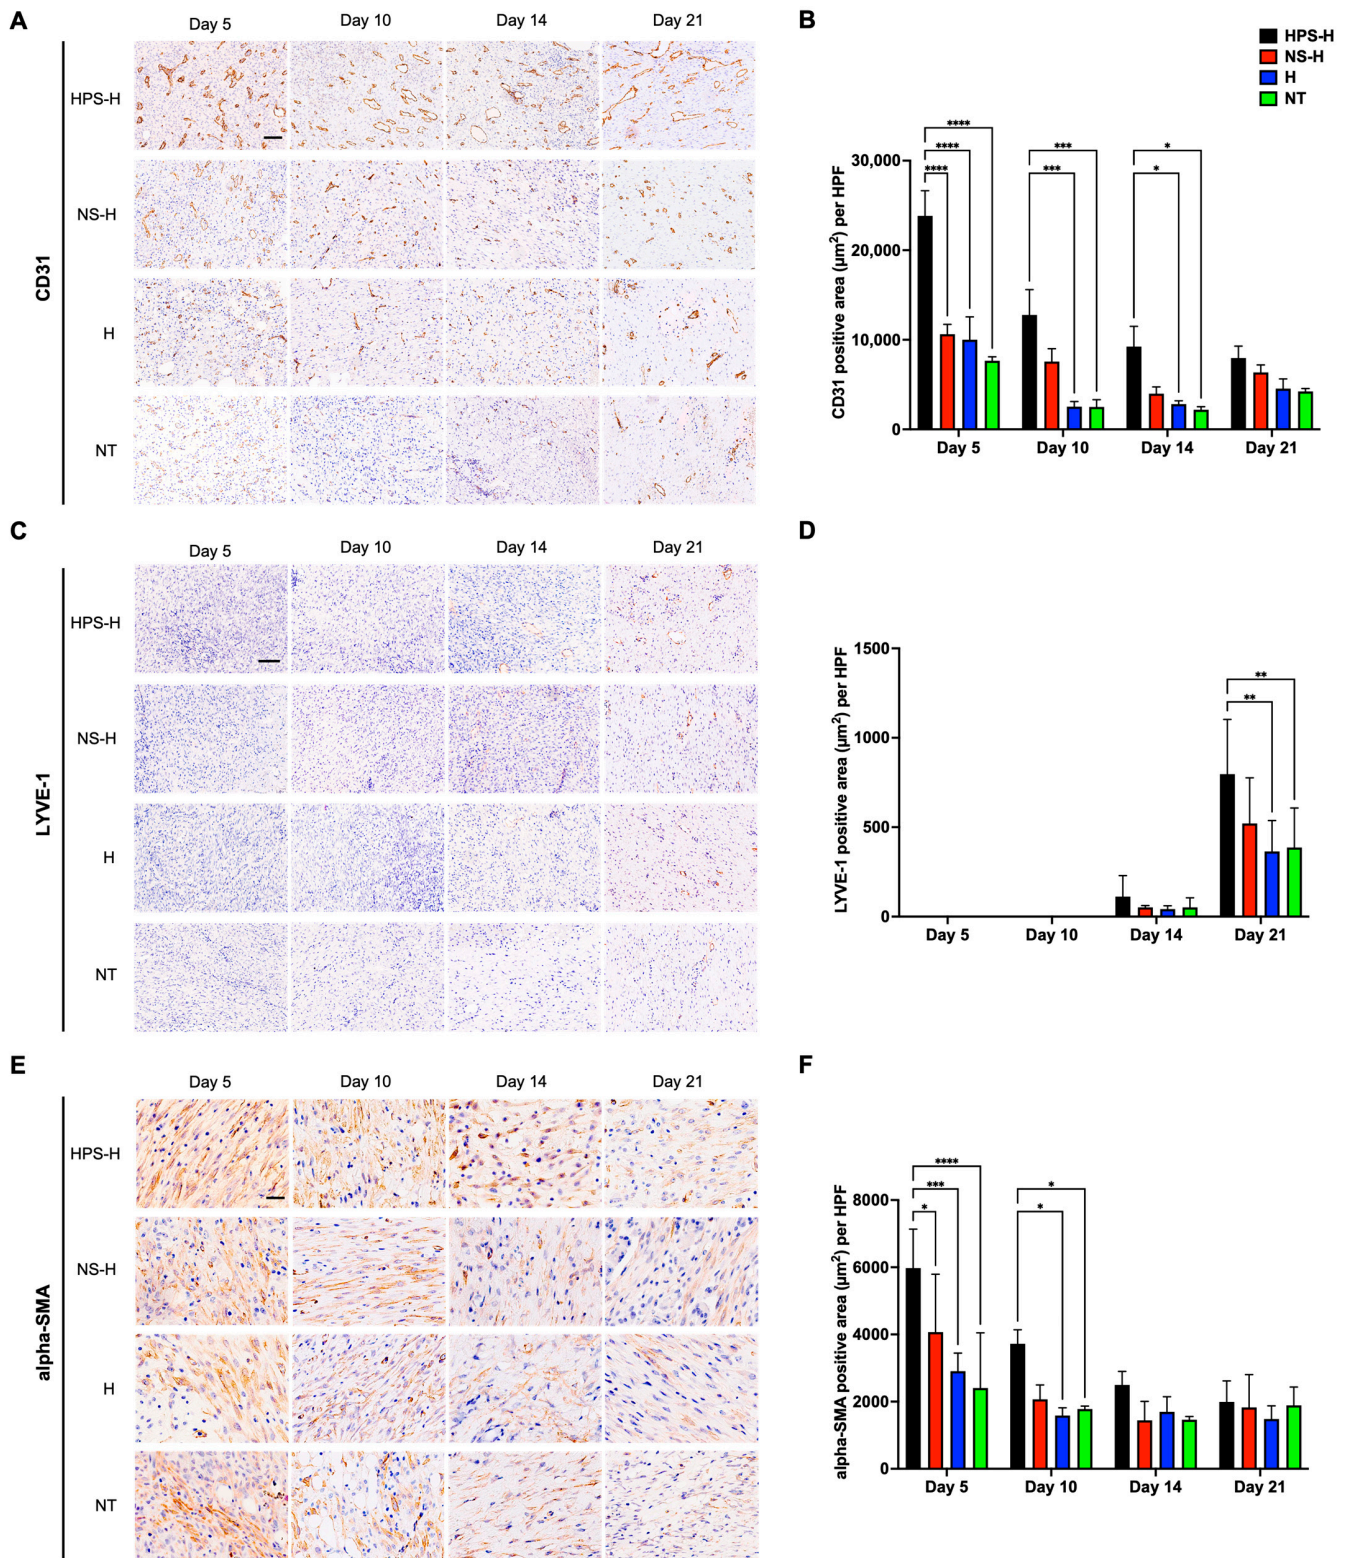 A
Day 5 Day 10 Day 14 Day 21
HPS-H
NS-H
H
NT
CD31
B
HPS-H
NS-H
H
NT
**** *** *
**** *** *
****
30,000
20,000
10,000
0
CD31 positive area (µm²) per HPF
Day 5 Day 10 Day 14 Day 21
C
Day 5 Day 10 Day 14 Day 21
HPS-H
NS-H
H
NT
LYVE-1
D
1500
1000
500
0
**
**
LYVE-1 positive area (µm²) per HPF
Day 5 Day 10 Day 14 Day 21
E
Day 5 Day 10 Day 14 Day 21
HPS-H
NS-H
H
NT
alpha-SMA
F
****
*** *
* *
8000
6000
4000
2000
0
alpha-SMA positive area (µm²) per HPF
Day 5 Day 10 Day 14 Day 21